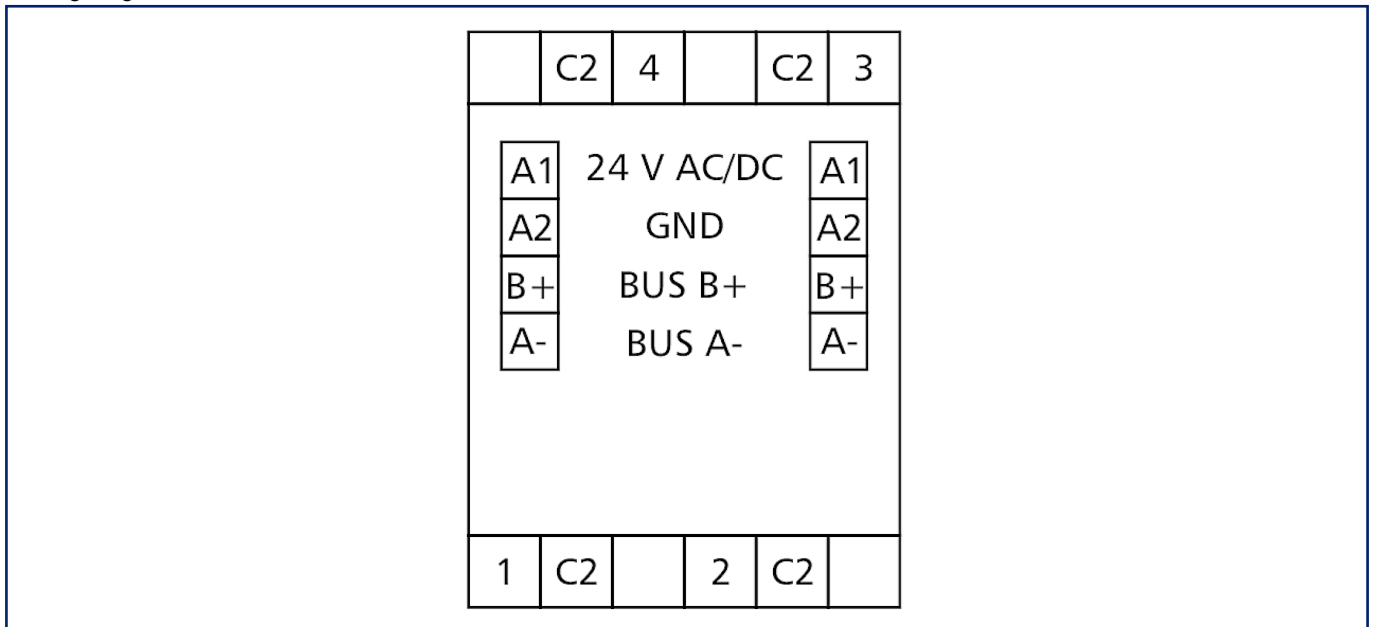 C2 4 C2 3
A1 24 V AC/DC A1
A2 GND A2
B+ BUS B+ B+
A- BUS A- A-
1 C2 2 C2